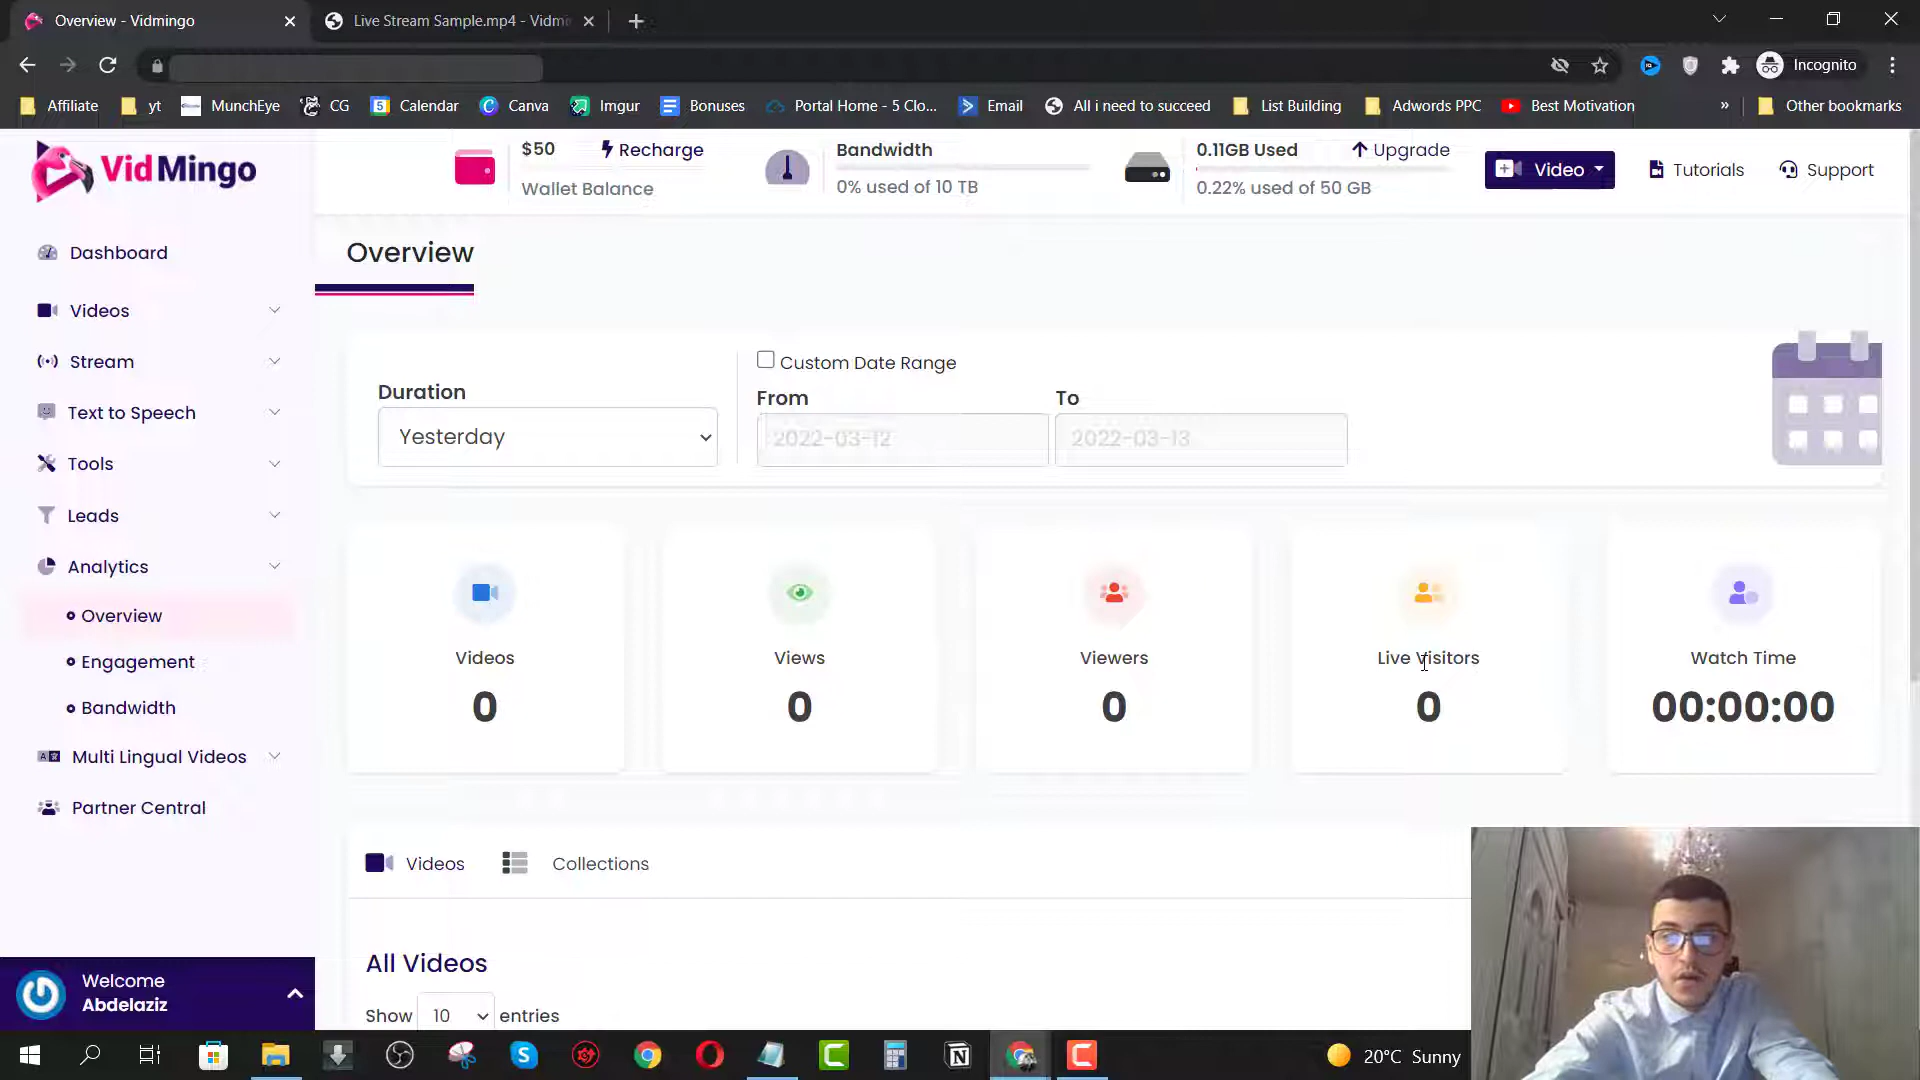 Overview - Vidmingo
Live Stream Sample.mp4 - Vidmi
Incognito
Affiliate
yt
MunchEye
CG
Calendar
Canva
Imgur
Bonuses
Portal Home - 5 Clo...
Email
All i need to succeed
List Building
Adwords PPC
Best Motivation
»
Other bookmarks
VidMingo
$50
Recharge
Wallet Balance
Bandwidth
0% used of 10 TB
0.11GB Used
Upgrade
0.22% used of 50 GB
Video
Tutorials
Support
Dashboard
Videos
Stream
Text to Speech
Tools
Leads
Analytics
Overview
Engagement
Bandwidth
Multi Lingual Videos
Partner Central
Welcome
Abdelaziz
Overview
Duration
Yesterday
Custom Date Range
From
To
2022-03-12
2022-03-13
Videos
0
Views
0
Viewers
0
Live Visitors
0
Watch Time
00:00:00
Videos
Collections
All Videos
Show 10 entries
20°C Sunny